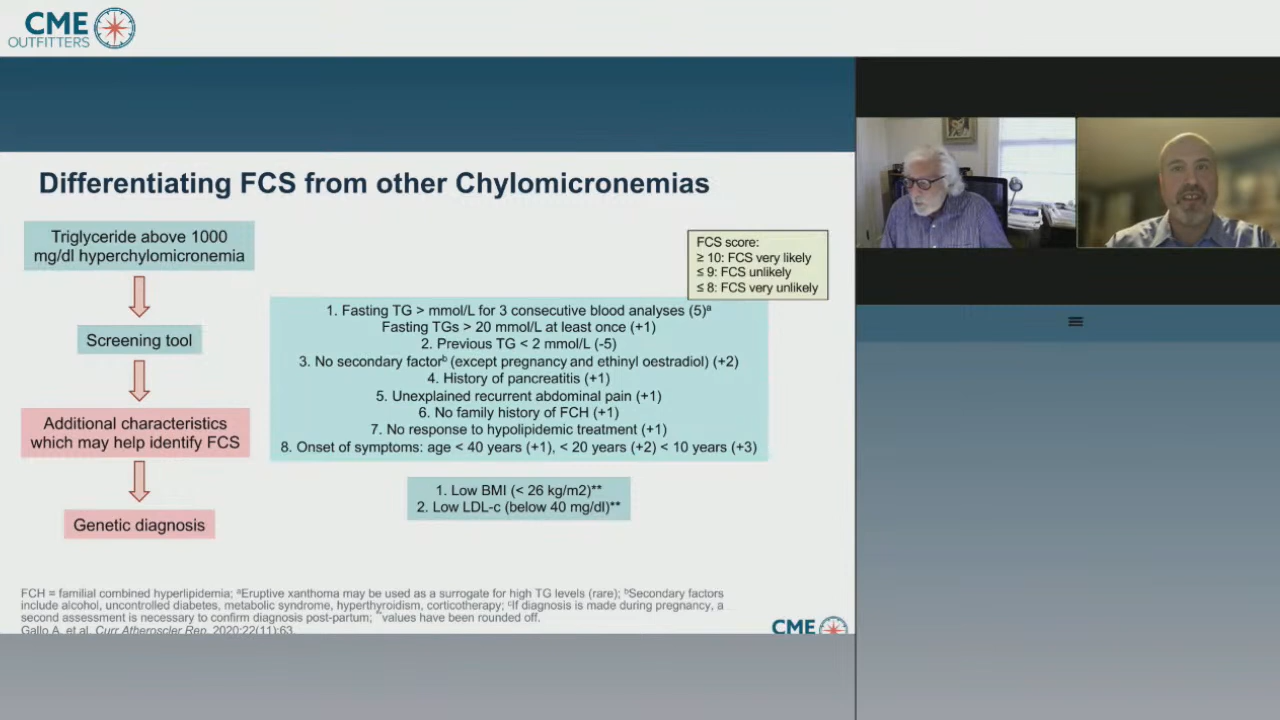 CME
OUTFITTERS
Differentiating FCS from other Chylomicronemias
Triglyceride above 1000
mg/dl hyperchylomicronemia
Screening tool
Additional characteristics
which may help identify FCS
Genetic diagnosis
FCS score:
≥ 10: FCS very likely
≤ 9: FCS unlikely
≤ 8: FCS very unlikely
1. Fasting TG > mmol/L for 3 consecutive blood analyses (5)ᵃ
Fasting TGs > 20 mmol/L at least once (+1)
2. Previous TG < 2 mmol/L (-5)
3. No secondary factorᵇ (except pregnancy and ethinyl oestradiol) (+2)
4. History of pancreatitis (+1)
5. Unexplained recurrent abdominal pain (+1)
6. No family history of FCH (+1)
7. No response to hypolipidemic treatment (+1)
8. Onset of symptoms: age < 40 years (+1), < 20 years (+2) < 10 years (+3)
1. Low BMI (< 26 kg/m2)**
2. Low LDL-c (below 40 mg/dl)**
FCH = familial combined hyperlipidemia; ᵃEruptive xanthoma may be used as a surrogate for high TG levels (rare); ᵇSecondary factors
include alcohol, uncontrolled diabetes, metabolic syndrome, hyperthyroidism, corticotherapy; ᶜIf diagnosis is made during pregnancy, a
second assessment is necessary to confirm diagnosis post-partum; **values have been rounded off.
Gallo A, et al. Curr Atheroscler Rep. 2020;22(11):63.
CME